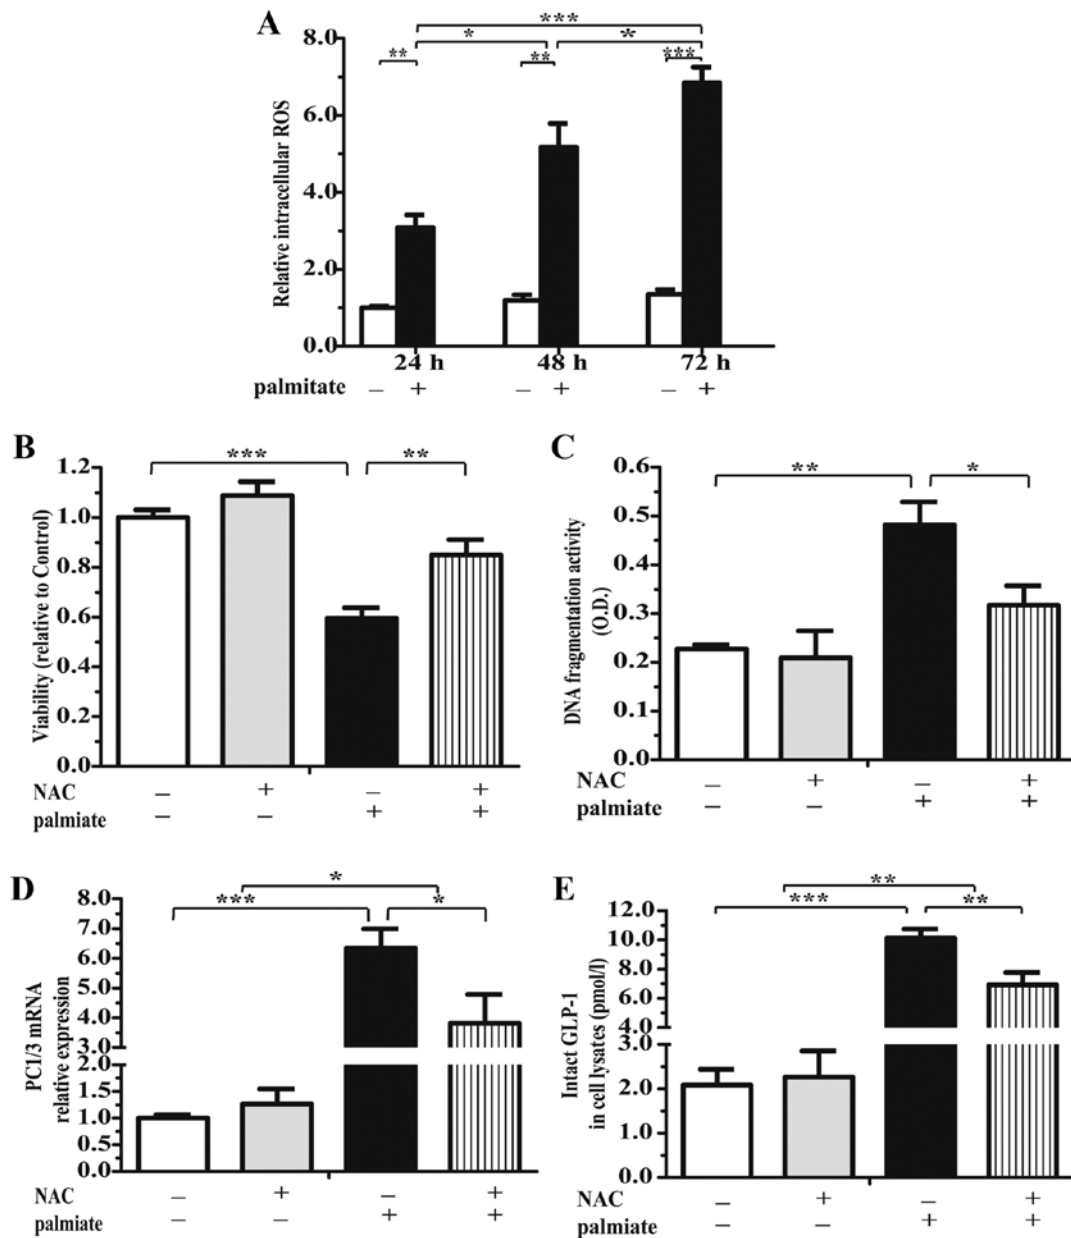 A
***
* *
** ** ***
8.0
6.0
4.0
2.0
0.0
Relative intracellular ROS
24 h 48 h 72 h
palmitate – + – + – +
B
*** **
1.2
1.0
0.8
0.6
0.4
0.2
0.0
Viability (relative to Control)
NAC – + – +
palmiate – – + +
C
** *
0.6
0.5
0.4
0.3
0.2
0.1
0.0
DNA fragmentation activity
(O.D.)
NAC – + – +
palmiate – – + +
D
*
*** *
8.0
7.0
6.0
5.0
4.0
3.0
2.0
1.5
1.0
0.5
0.0
PC1/3 mRNA
relative expression
NAC – + – +
palmiate – – + +
E
**
*** **
12.0
10.0
8.0
6.0
4.0
3.0
2.0
1.0
0.0
Intact GLP-1
in cell lysates (pmol/l)
NAC – + – +
palmiate – – + +